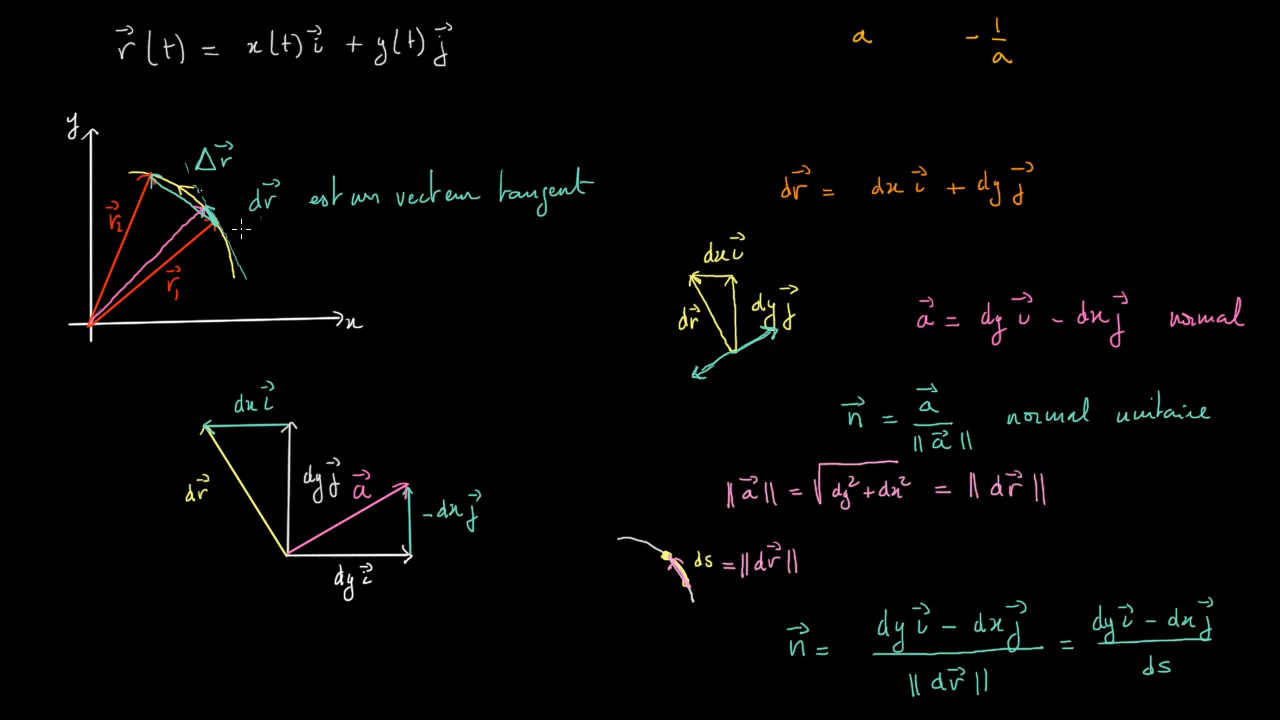 r⃗(t) = x(t) i⃗ + y(t) j⃗
a - 1/a
y
Δr⃗
dr⃗ est un vecteur tangent
r⃗₂
r⃗₁
x
dr⃗ = dx i⃗ + dy j⃗
dx i⃗
dr⃗
dy j⃗
a⃗ = dy i⃗ - dx j⃗ normal
dx i⃗
dr⃗
dy j⃗
a⃗
-dx j⃗
dy i⃗
n⃗ = a⃗ / ||a⃗|| normal unitaire
||a⃗|| = √(dy² + dx²) = ||dr⃗||
ds = ||dr⃗||
n⃗ = (dy i⃗ - dx j⃗) / ||dr⃗|| = (dy i⃗ - dx j⃗) / ds